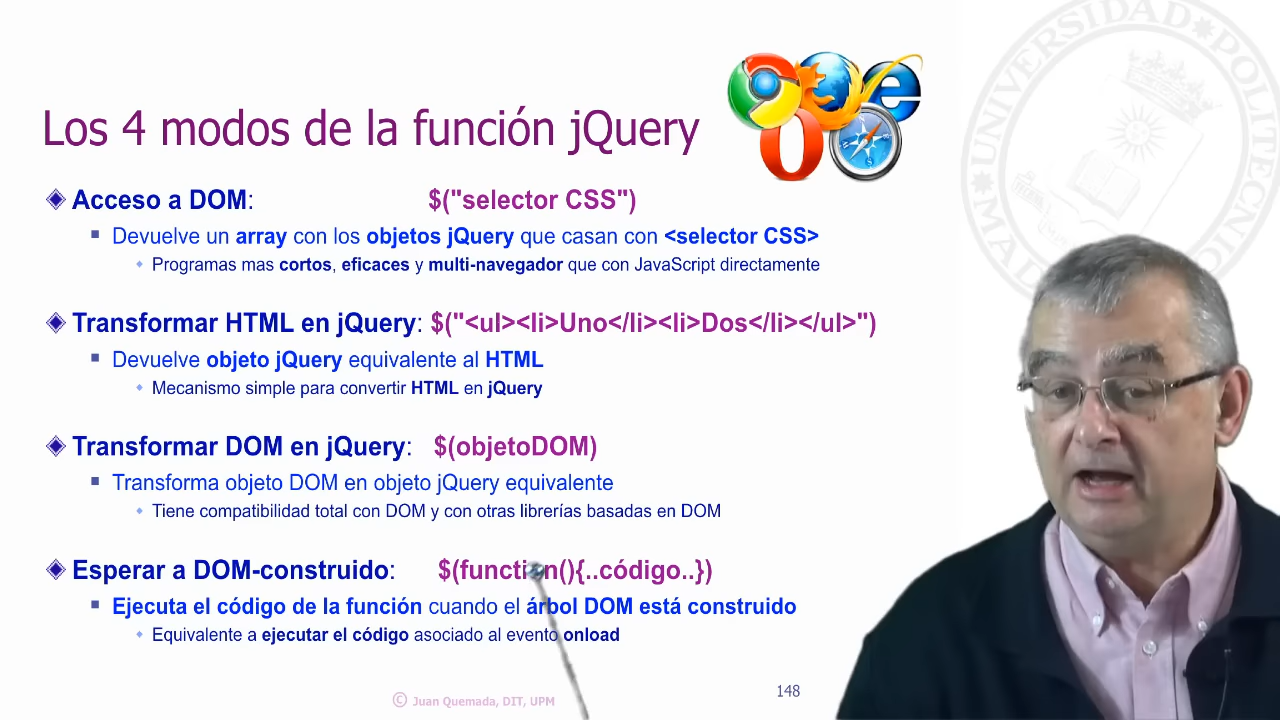 UNIVERSIDAD POLITÉCNIC
MAD
Los 4 modos de la función jQuery
Acceso a DOM: $("selector CSS")
Devuelve un array con los objetos jQuery que casan con <selector CSS>
Programas mas cortos, eficaces y multi-navegador que con JavaScript directamente
Transformar HTML en jQuery: $("<ul><li>Uno</li><li>Dos</li></ul>")
Devuelve objeto jQuery equivalente al HTML
Mecanismo simple para convertir HTML en jQuery
Transformar DOM en jQuery: $(objetoDOM)
Transforma objeto DOM en objeto jQuery equivalente
Tiene compatibilidad total con DOM y con otras librerías basadas en DOM
Esperar a DOM-construido: $(function(){..código..})
Ejecuta el código de la función cuando el árbol DOM está construido
Equivalente a ejecutar el código asociado al evento onload
© Juan Quemada, DIT, UPM
148